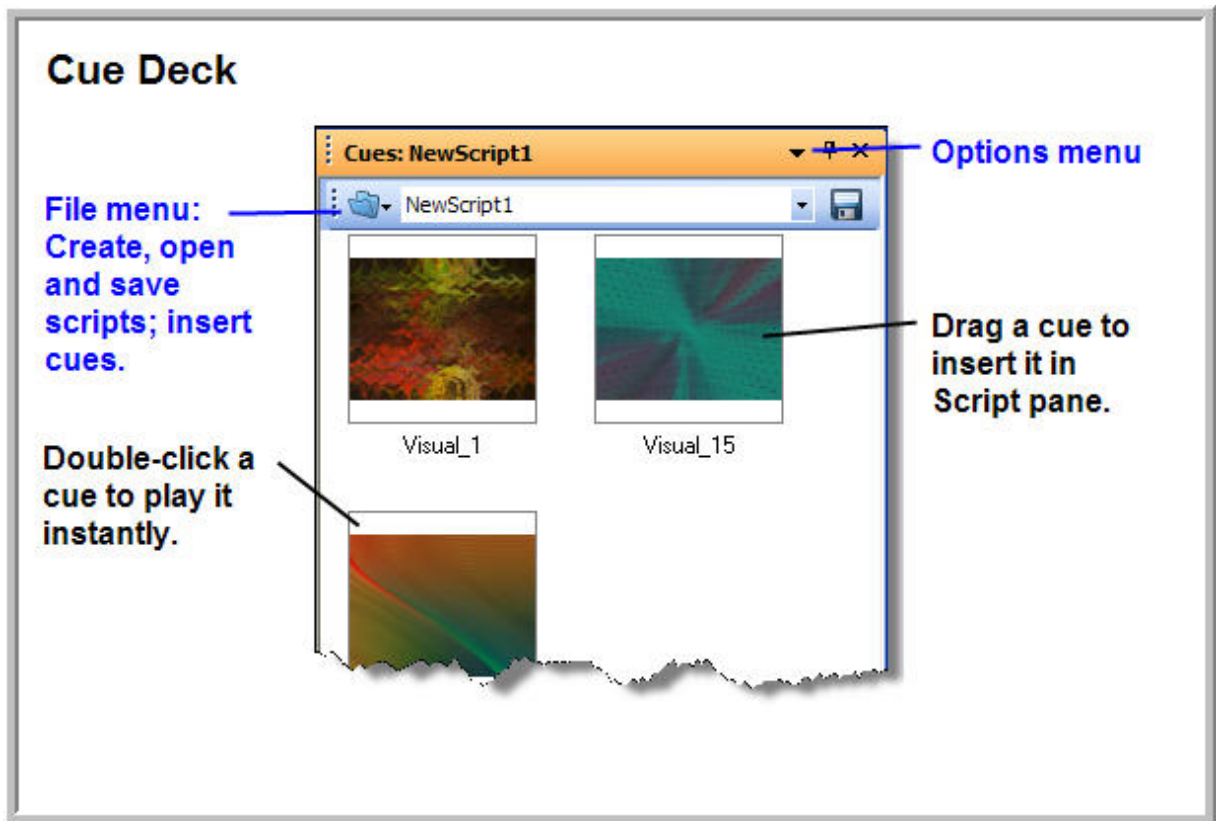 Cue Deck
Cues: NewScript1
Options menu
File menu:
Create, open
and save
scripts; insert
cues.
NewScript1
Drag a cue to
insert it in
Script pane.
Visual_1
Visual_15
Double-click a
cue to play it
instantly.